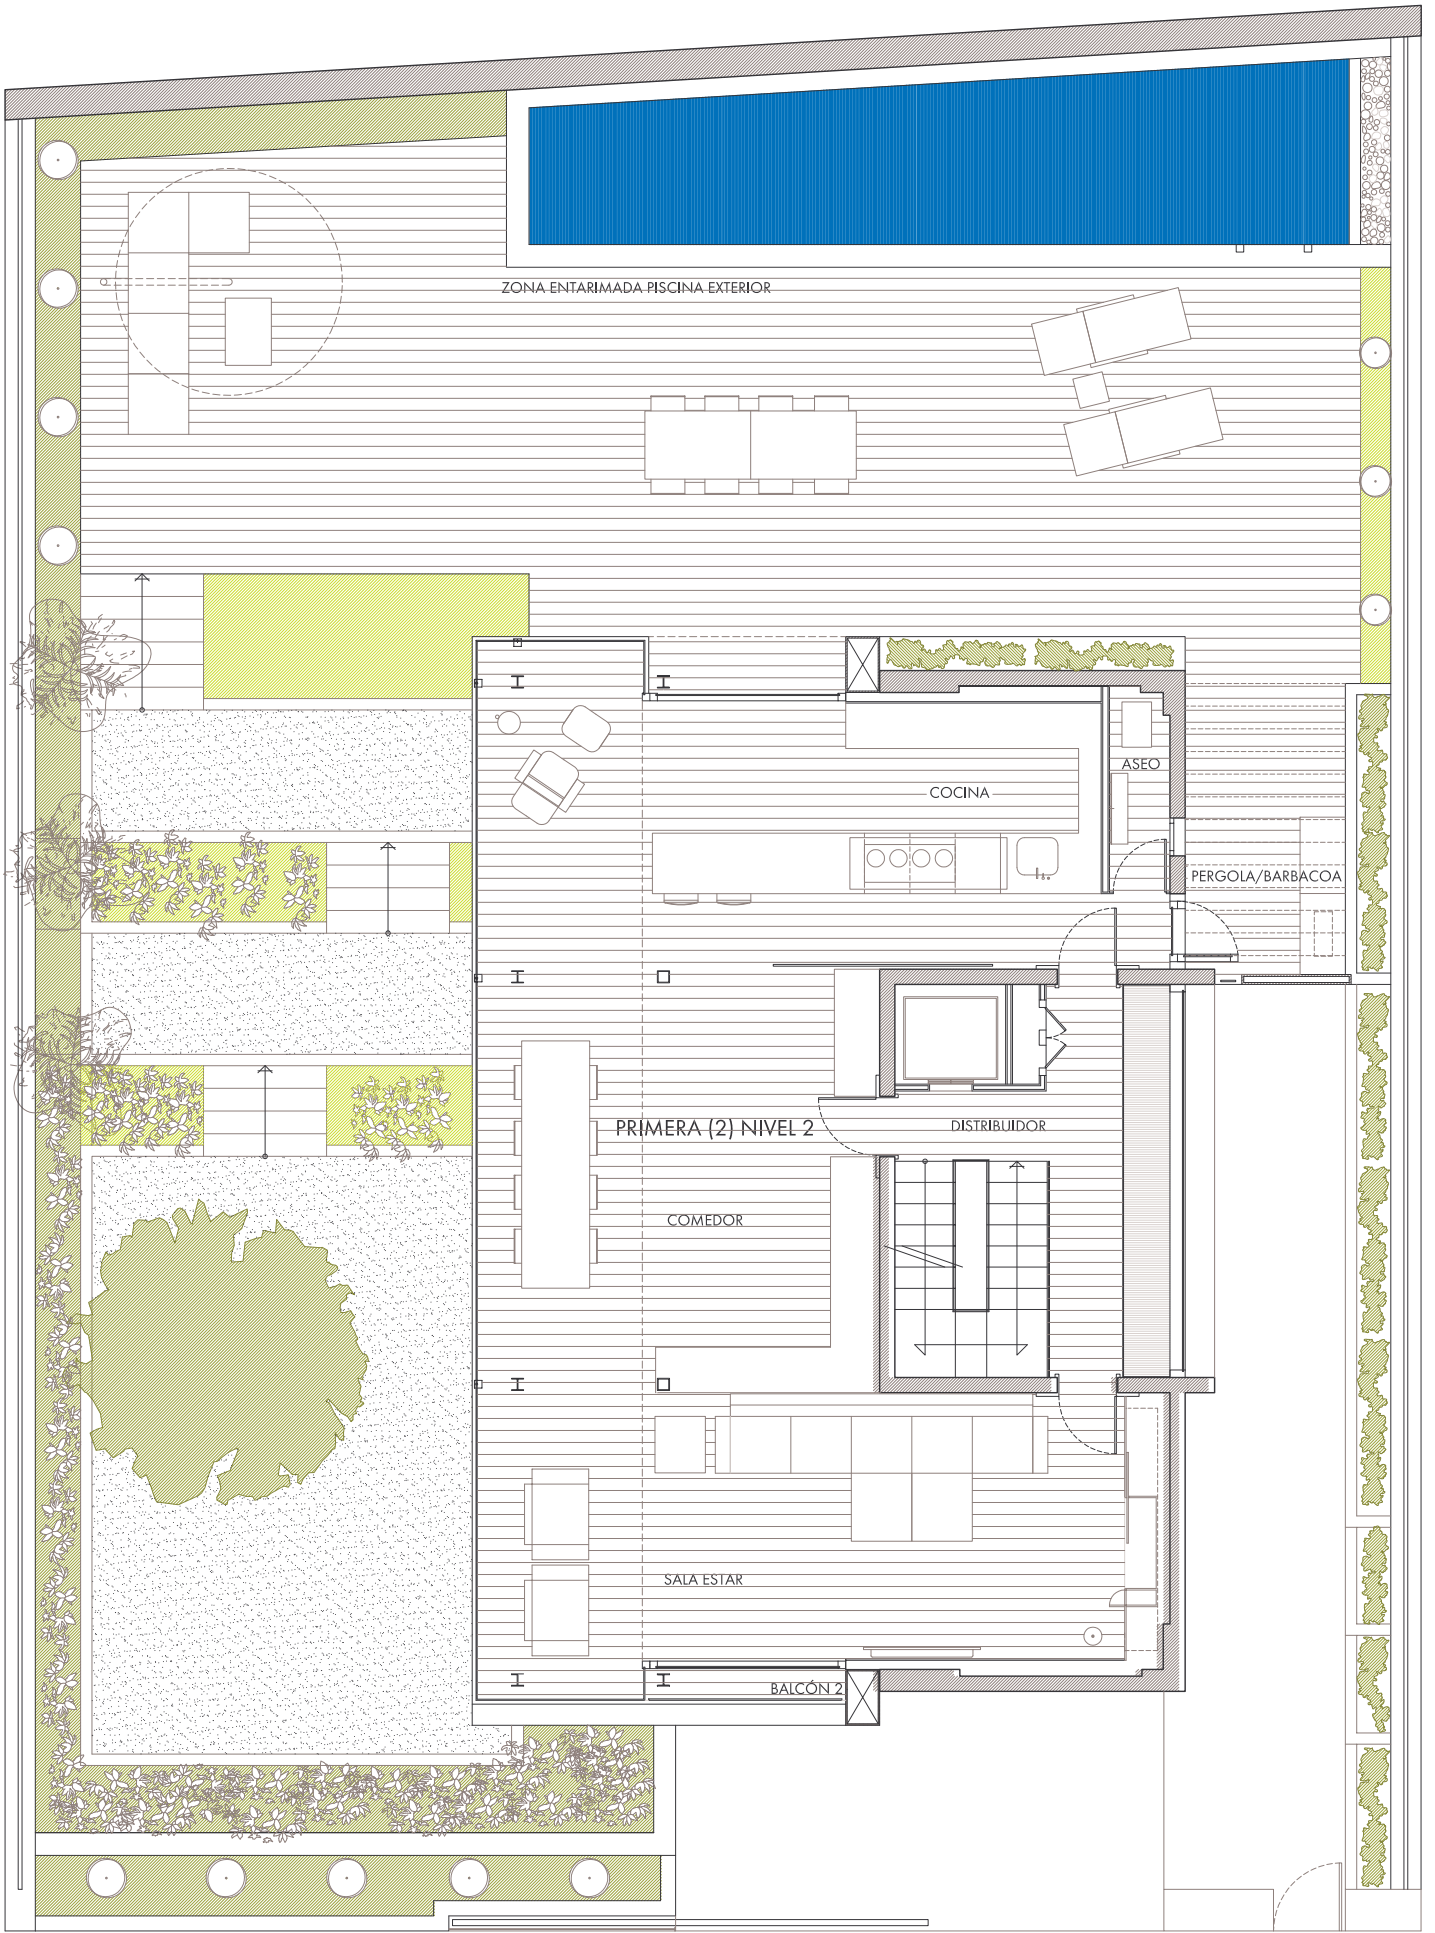 ZONA ENTARIMADA PISCINA EXTERIOR
ASEO
COCINA
PERGOLA/BARBACOA
PRIMERA (2) NIVEL 2
DISTRIBUIDOR
COMEDOR
SALA ESTAR
BALCÓN 2